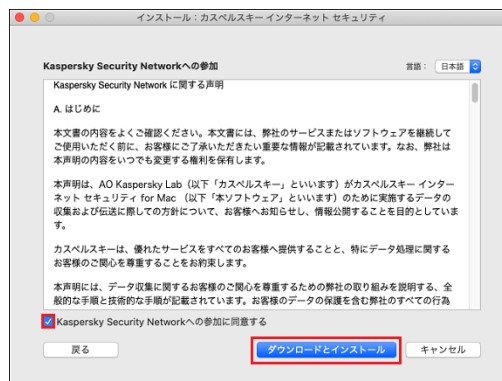 インストール：カスペルスキー インターネット セキュリティ
Kaspersky Security Networkへの参加
言語： 日本語
Kaspersky Security Network に関する声明
A. はじめに
本文書の内容をよくご確認ください。本文書には、弊社のサービスまたはソフトウェアを継続して
ご使用いただく前に、お客様にご了承いただきたい重要な情報が記載されています。なお、弊社は
本声明の内容をいつでも変更する権利を保有します。
本声明は、AO Kaspersky Lab（以下「カスペルスキー」といいます）がカスペルスキー インター
ネット セキュリティ for Mac （以下「本ソフトウェア」といいます）のために実施するデータの
収集および伝送に際しての方針について、お客様へお知らせし、情報公開することを目的としていま
す。
カスペルスキーは、優れたサービスをすべてのお客様へ提供することと、特にデータ処理に関する
お客様のご関心を尊重することをお約束します。
本声明には、データ収集に関するお客様のご関心を尊重するための弊社の取り組みを説明する、全
般的な手順と技術的な手順が記載されています。お客様のデータの保護を含む弊社のすべての行為
Kaspersky Security Networkへの参加に同意する
戻る
ダウンロードとインストール
キャンセル